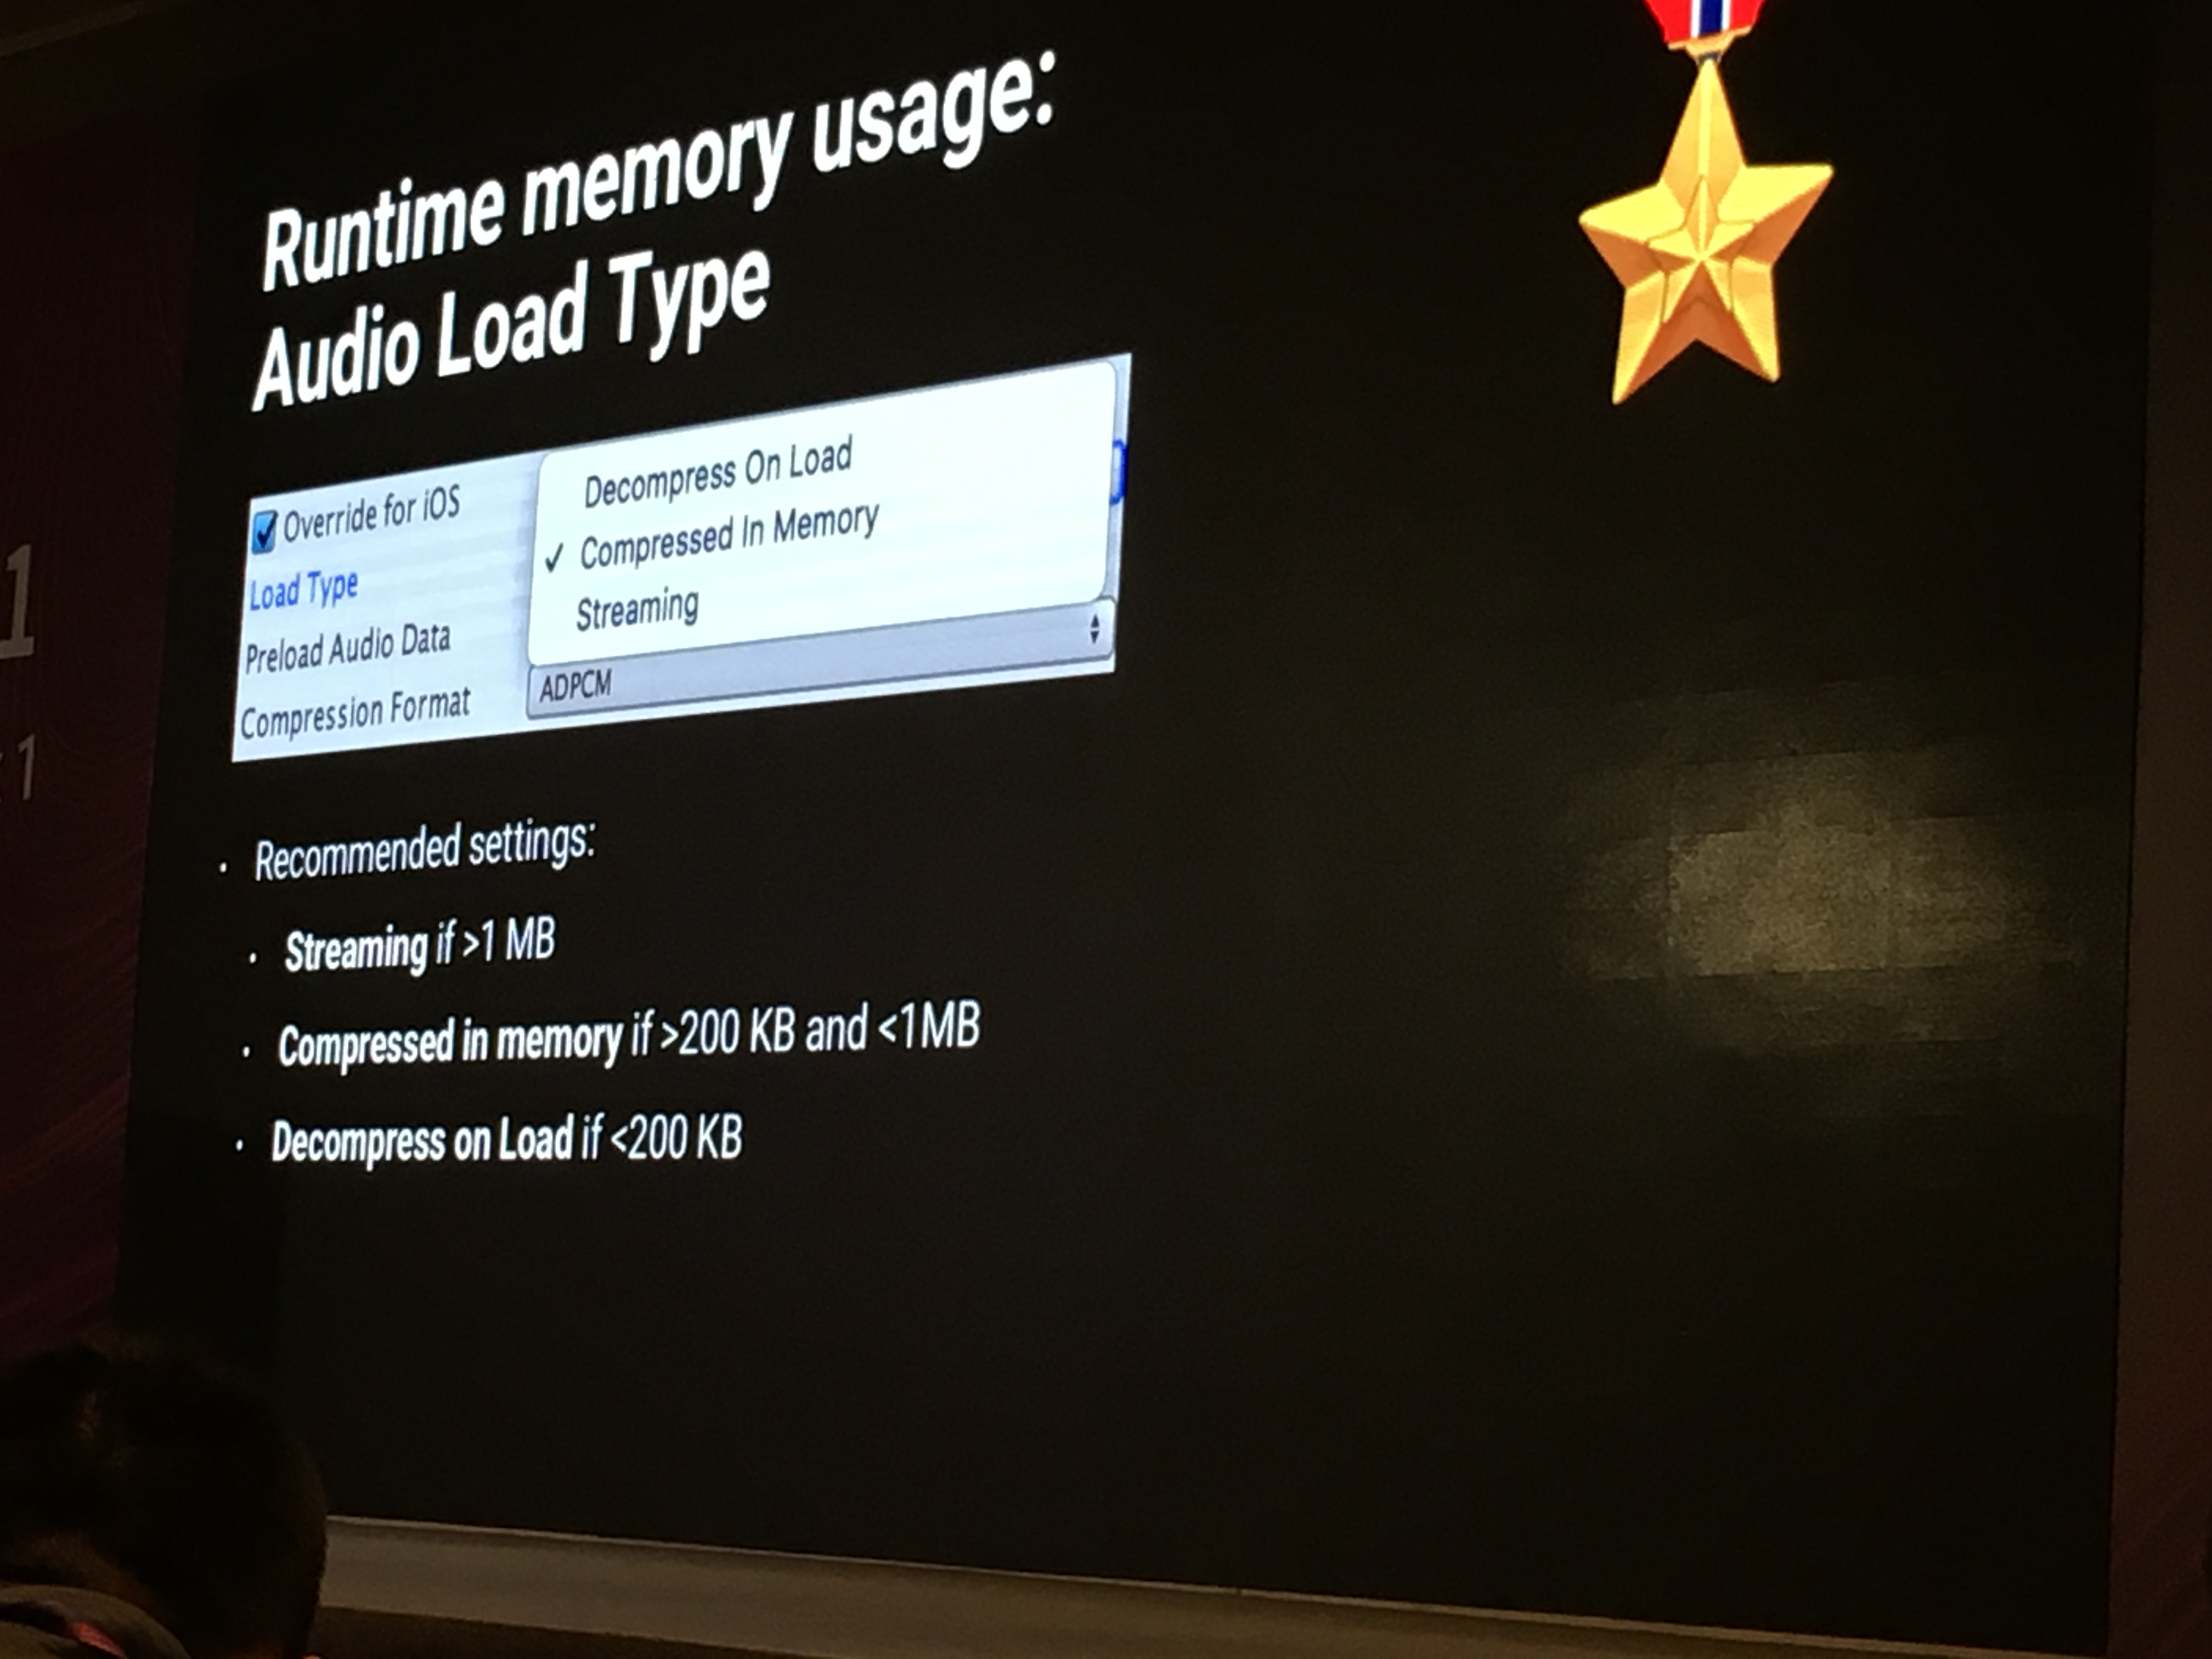 Runtime memory usage:
Audio Load Type
Override for iOS
Load Type
Preload Audio Data
Compression Format
Decompress On Load
✓ Compressed In Memory
Streaming
ADPCM
· Recommended settings:
· Streaming if >1 MB
· Compressed in memory if >200 KB and <1MB
· Decompress on Load if <200 KB
1
1